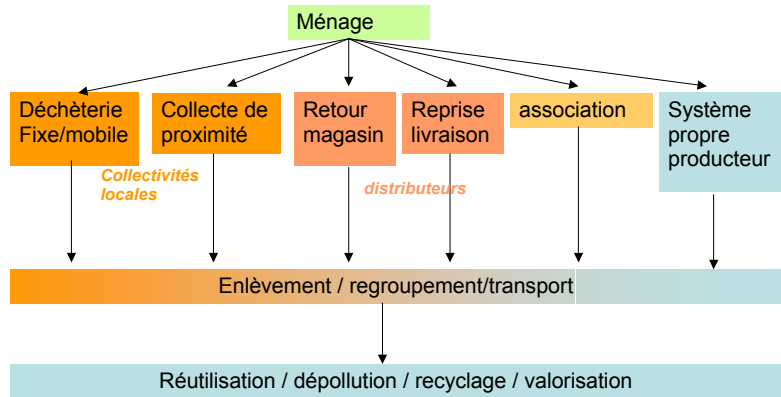 Ménage
Déchèterie
Fixe/mobile
Collecte de
proximité
Retour
magasin
Reprise
livraison
association
Système
propre
producteur
Collectivités
locales
distributeurs
Enlèvement / regroupement/transport
Réutilisation / dépollution / recyclage / valorisation